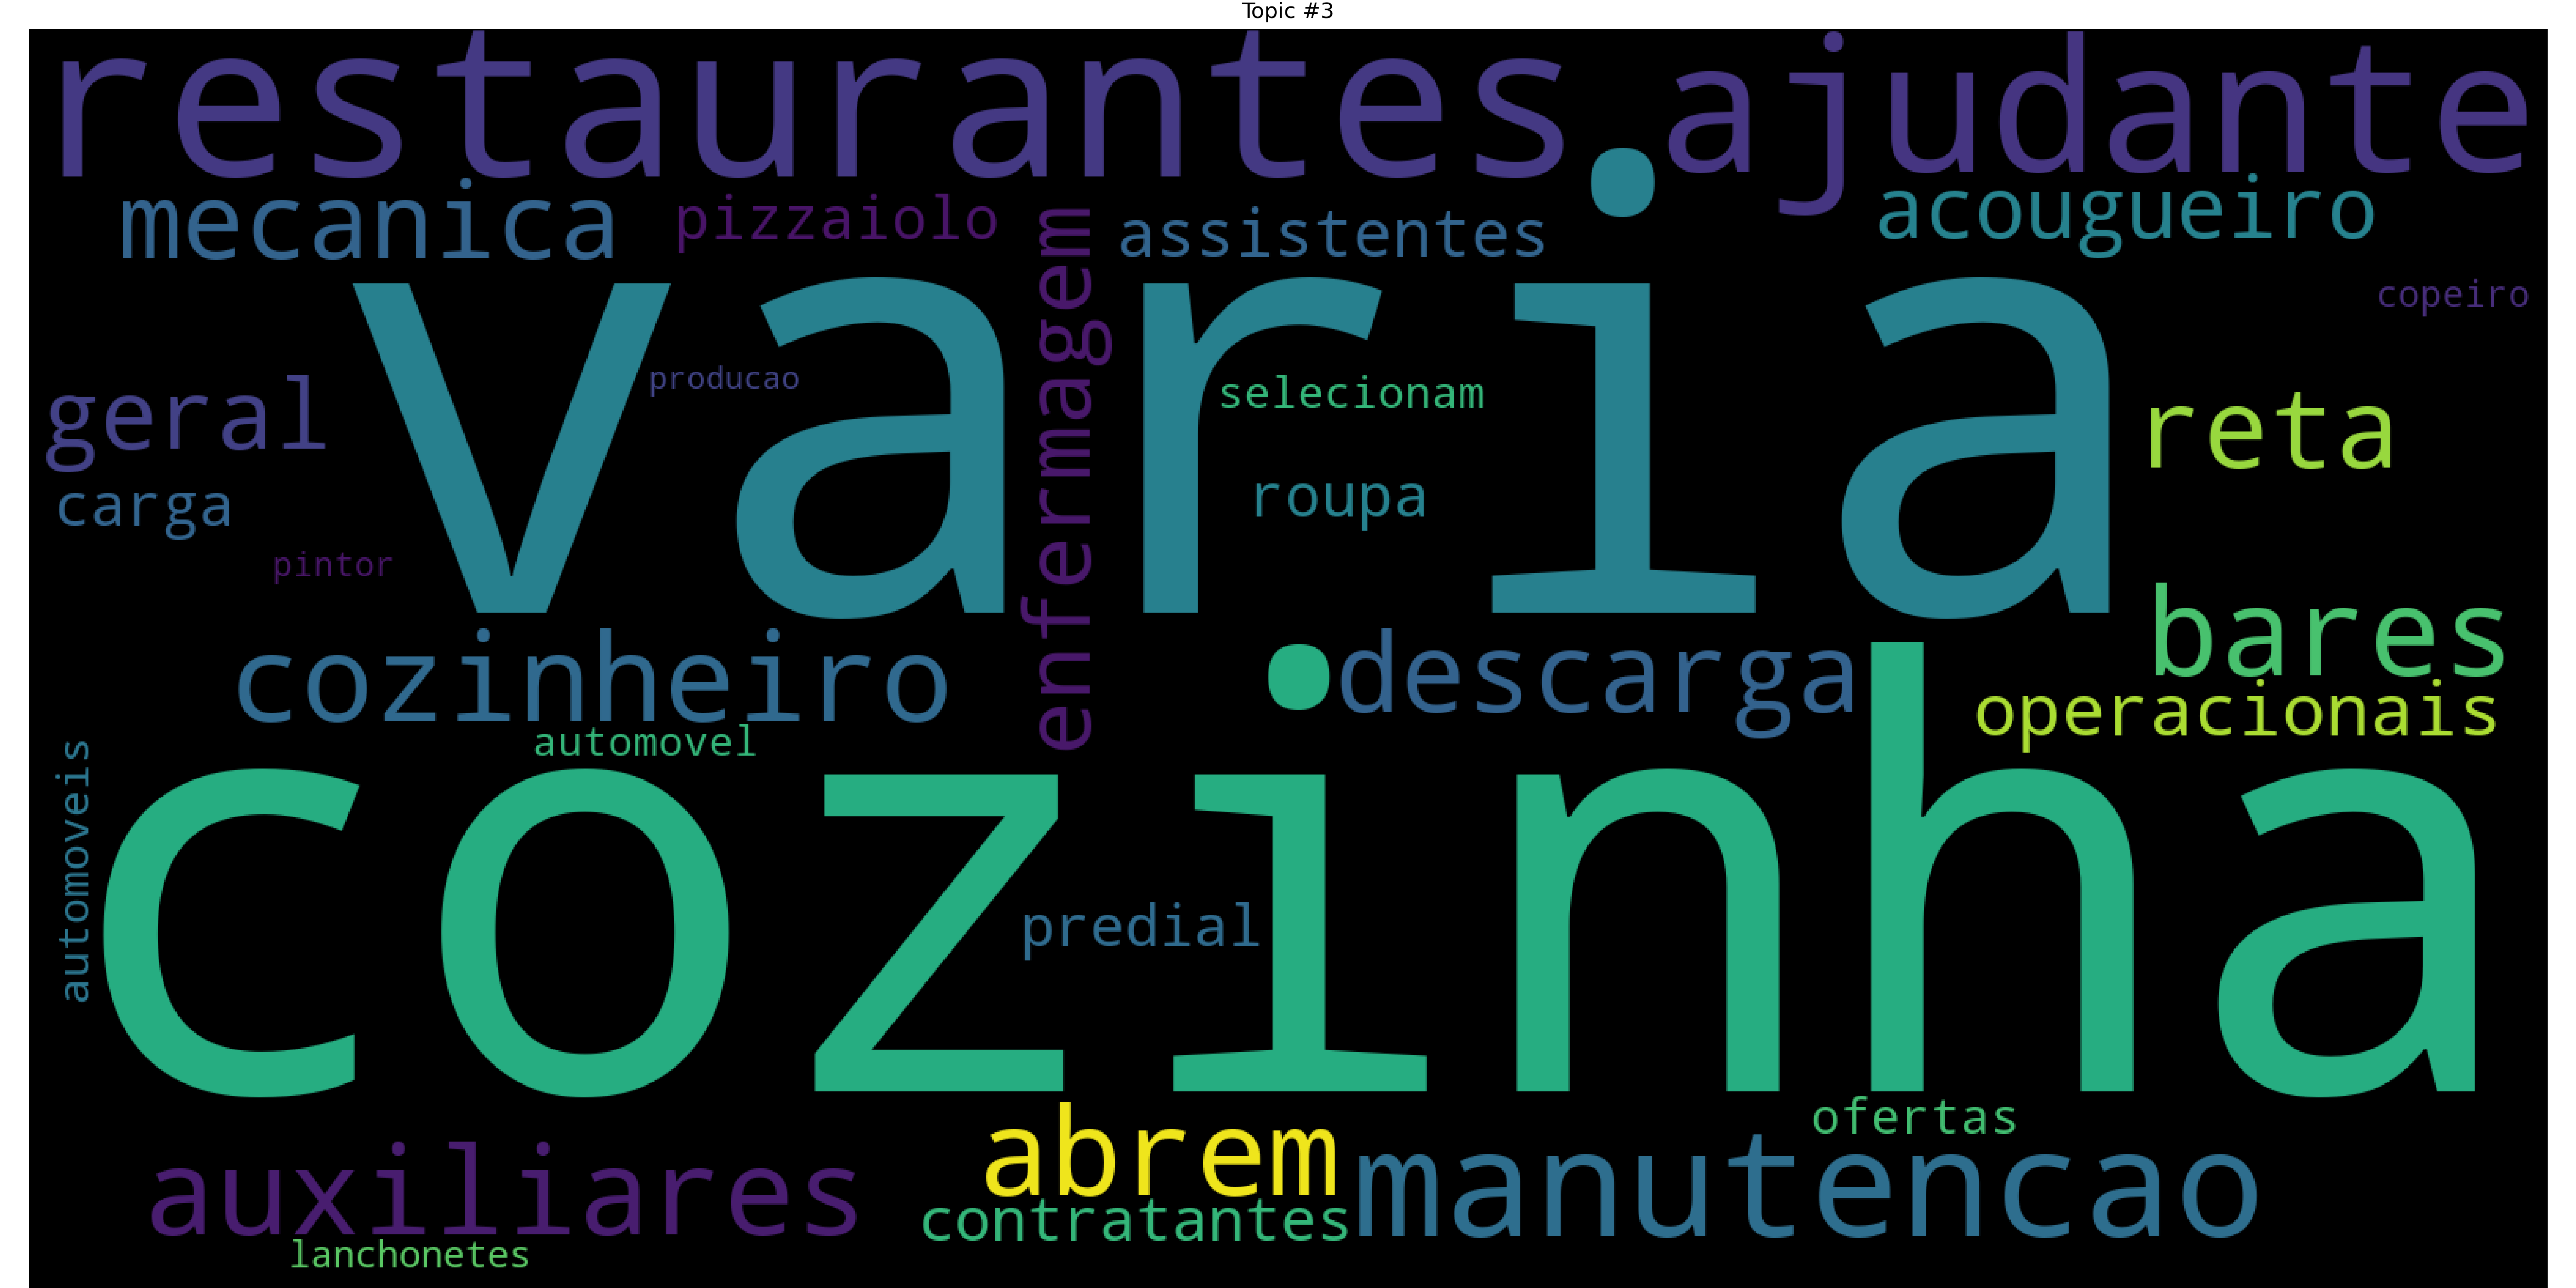 Topic #3
restaurantes
ajudante
mecanica
pizzaiolo
assistentes
acougueiro
enfermagem
copeiro
varia
producao
selecionam
geral
reta
carga
roupa
pintor
bares
cozinheiro
descarga
operacionais
automovel
automoveis
cozinha
predial
ofertas
abrem
manutencao
auxiliares
contratantes
lanchonetes